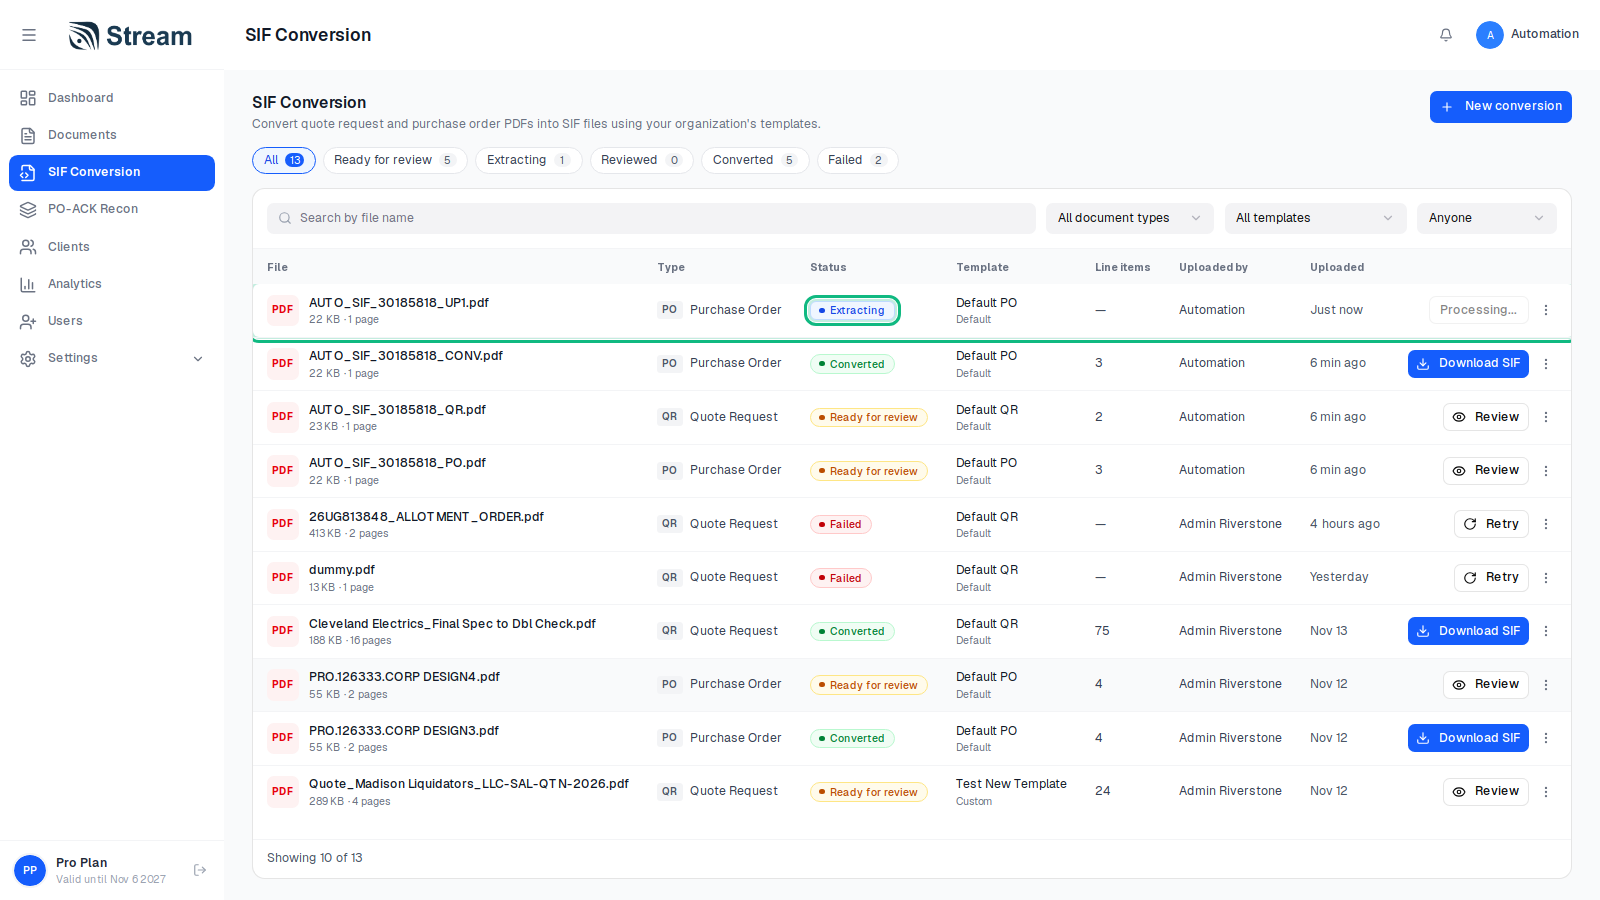 Stream
SIF Conversion
A
Automation
Dashboard
Documents
SIF Conversion
PO-ACK Recon
Clients
Analytics
Users
Settings
SIF Conversion
Convert quote request and purchase order PDFs into SIF files using your organization's templates.
New conversion
All 13
Ready for review 5
Extracting 1
Reviewed 0
Converted 5
Failed 2
Search by file name
All document types
All templates
Anyone
File Type Status Template Line items Uploaded by Uploaded
PDF AUTO_SIF_30185818_UP1.pdf PO Purchase Order Extracting Default PO — Automation Just now Processing...
22 KB · 1 page Default
PDF AUTO_SIF_30185818_CONV.pdf PO Purchase Order Converted Default PO 3 Automation 6 min ago Download SIF
22 KB · 1 page Default
PDF AUTO_SIF_30185818_QR.pdf QR Quote Request Ready for review Default QR 2 Automation 6 min ago Review
23 KB · 1 page Default
PDF AUTO_SIF_30185818_PO.pdf PO Purchase Order Ready for review Default PO 3 Automation 6 min ago Review
22 KB · 1 page Default
PDF 26UG813848_ALLOTMENT_ORDER.pdf QR Quote Request Failed Default QR — Admin Riverstone 4 hours ago Retry
413 KB · 2 pages Default
PDF dummy.pdf QR Quote Request Failed Default QR — Admin Riverstone Yesterday Retry
13 KB · 1 page Default
PDF Cleveland Electrics_Final Spec to Dbl Check.pdf QR Quote Request Converted Default QR 75 Admin Riverstone Nov 13 Download SIF
188 KB · 16 pages Default
PDF PRO.126333.CORP DESIGN4.pdf PO Purchase Order Ready for review Default PO 4 Admin Riverstone Nov 12 Review
55 KB · 2 pages Default
PDF PRO.126333.CORP DESIGN3.pdf PO Purchase Order Converted Default PO 4 Admin Riverstone Nov 12 Download SIF
55 KB · 2 pages Default
PDF Quote_Madison Liquidators_LLC-SAL-QTN-2026.pdf QR Quote Request Ready for review Test New Template 24 Admin Riverstone Nov 12 Review
289 KB · 4 pages Custom
Showing 10 of 13
PP
Pro Plan
Valid until Nov 6 2027